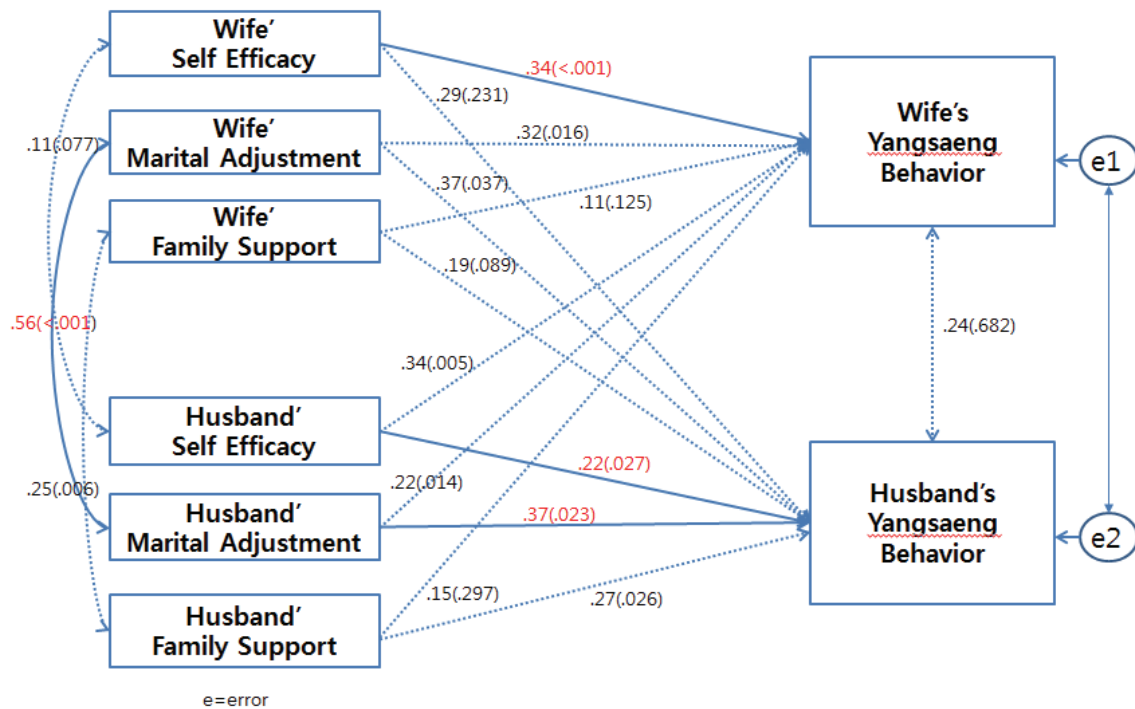 Wife'
Self Efficacy
Wife'
Marital Adjustment
Wife'
Family Support
Husband'
Self Efficacy
Husband'
Marital Adjustment
Husband'
Family Support
.11(.077)
.56(<.001)
.25(.006)
.34(<.001)
.29(.231)
.32(.016)
.37(.037)
.11(.125)
.19(.089)
.34(.005)
.22(.027)
.22(.014)
.37(.023)
.15(.297)
.27(.026)
Wife's
Yangsaeng
Behavior
e1
.24(.682)
Husband's
Yangsaeng
Behavior
e2
e=error